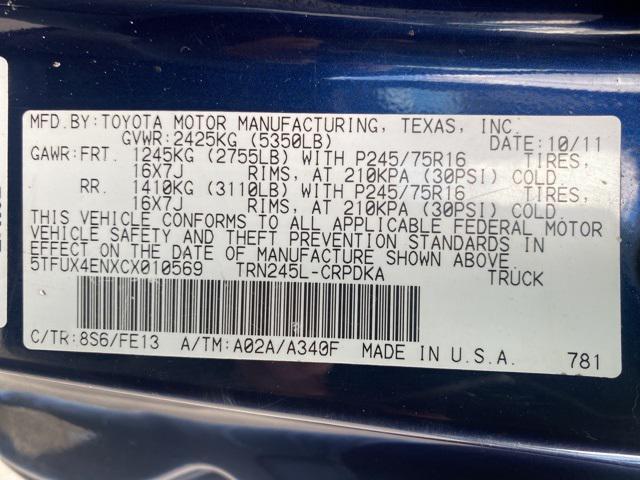 MFD.BY:TOYOTA MOTOR MANUFACTURING, TEXAS, INC.
GVWR:2425KG (5350LB) DATE:10/11
GAWR:FRT. 1245KG (2755LB) WITH P245/75R16 TIRES,
16X7J RIMS, AT 210KPA (30PSI) COLD
RR. 1410KG (3110LB) WITH P245/75R16 TIRES,
16X7J RIMS, AT 210KPA (30PSI) COLD
THIS VEHICLE CONFORMS TO ALL APPLICABLE FEDERAL MOTOR
VEHICLE SAFETY AND THEFT PREVENTION STANDARDS IN
EFFECT ON THE DATE OF MANUFACTURE SHOWN ABOVE.
5TFUX4ENXCX010569 TRN245L-CRPDKA TRUCK
C/TR:8S6/FE13 A/TM:A02A/A340F MADE IN U.S.A. 781